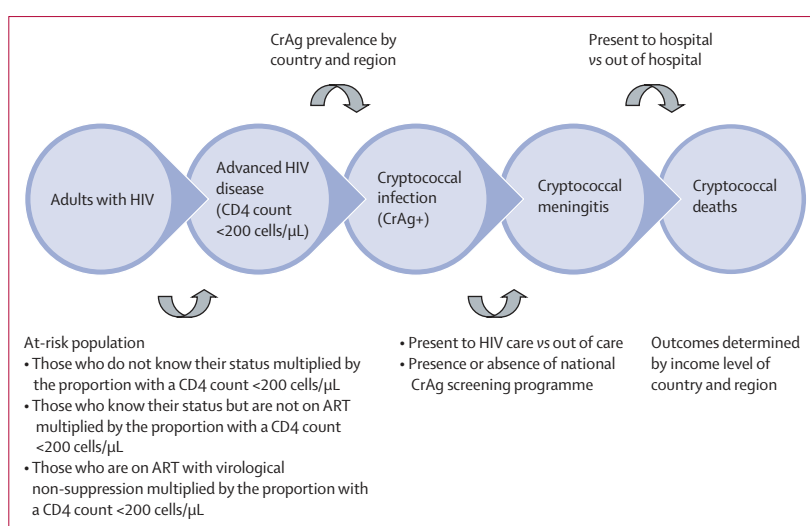 CrAg prevalence by
country and region
Present to hospital
vs out of hospital
Adults with HIV
Advanced HIV
disease
(CD4 count
<200 cells/µL)
Cryptococcal
infection
(CrAg+)
Cryptococcal
meningitis
Cryptococcal
deaths
At-risk population
• Those who do not know their status multiplied by
the proportion with a CD4 count <200 cells/µL
• Those who know their status but are not on ART
multiplied by the proportion with a CD4 count
<200 cells/µL
• Those who are on ART with virological
non-suppression multiplied by the proportion with
a CD4 count <200 cells/µL
• Present to HIV care vs out of care
• Presence or absence of national
CrAg screening programme
Outcomes determined
by income level of
country and region